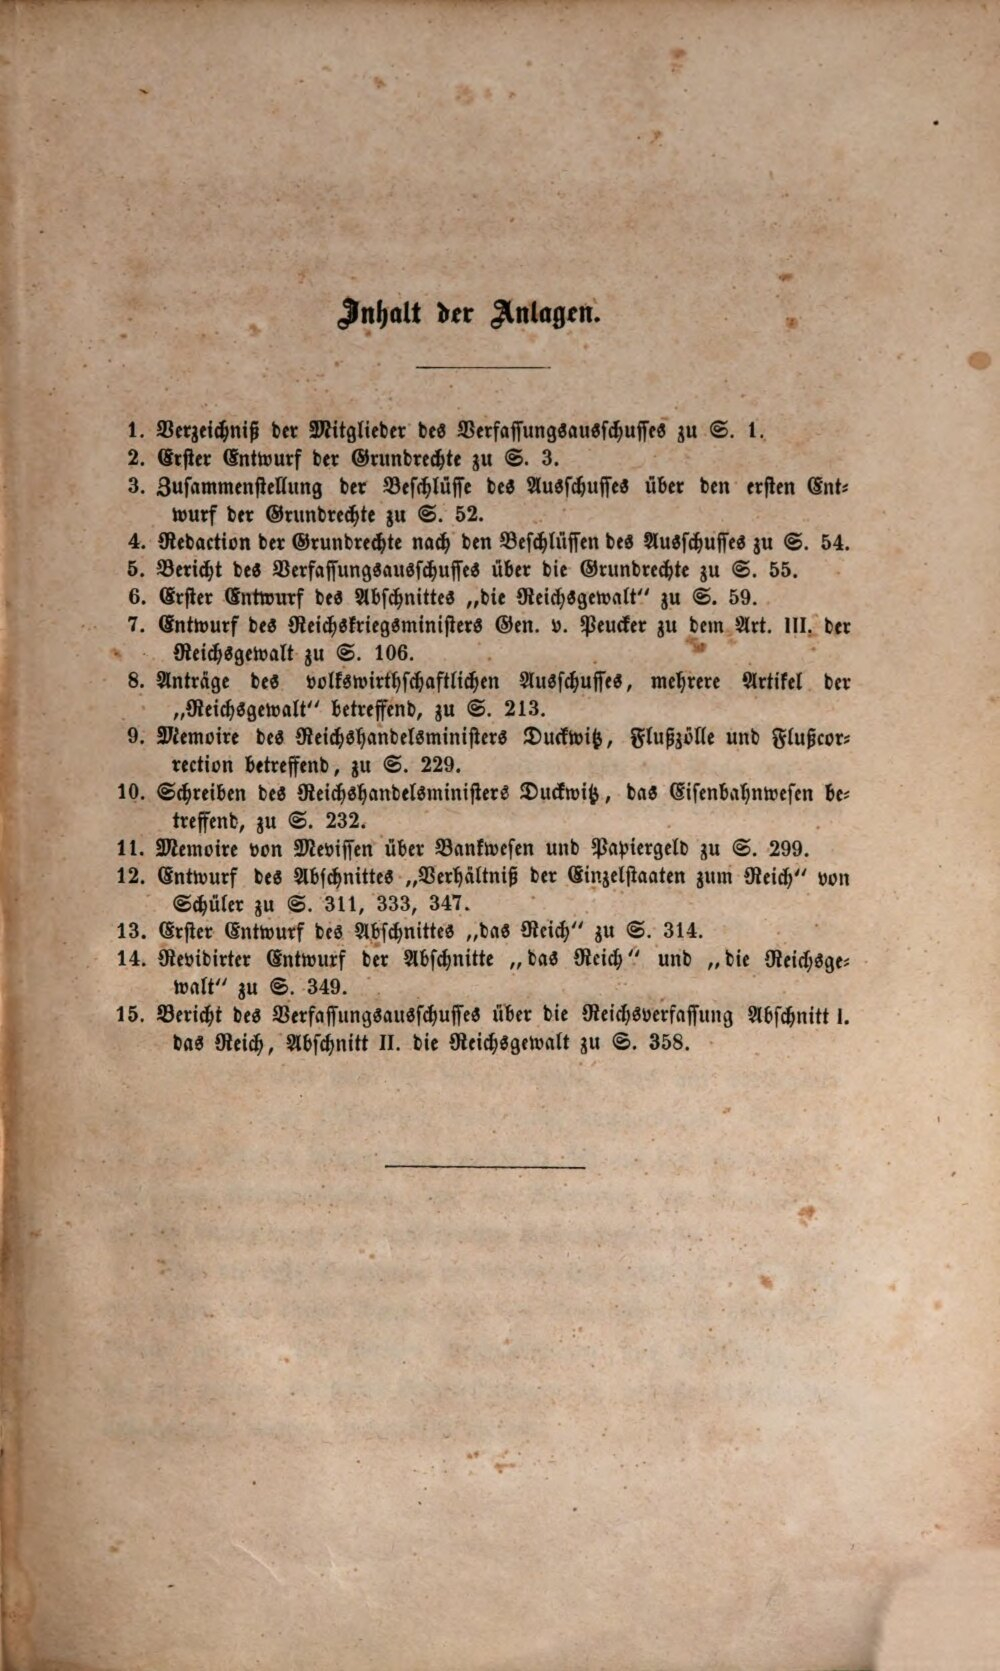 Inhalt der Anlagen.
1. Verzeichniß der Mitglieder des Verfassungsausschusses zu S. 1.
2. Erster Entwurf der Grundrechte zu S. 3.
3. Zusammenstellung der Beschlüsse des Ausschusses über den ersten Ent-
wurf der Grundrechte zu S. 52.
4. Redaction der Grundrechte nach den Beschlüssen des Ausschusses zu S. 54.
5. Bericht des Verfassungsausschusses über die Grundrechte zu S. 55.
6. Erster Entwurf des Abschnittes „die Reichsgewalt“ zu S. 59.
7. Entwurf des Reichskriegsministers Gen. v. Peucker zu dem Art. III. der
Reichsgewalt zu S. 106.
8. Anträge des volkswirthschaftlichen Ausschusses, mehrere Artikel der
„Reichsgewalt“ betreffend, zu S. 213.
9. Memoire des Reichshandelsministers Duckwitz, Flußzölle und Flußcor-
rection betreffend, zu S. 229.
10. Schreiben des Reichshandelsministers Duckwitz, das Eisenbahnwesen be-
treffend, zu S. 232.
11. Memoire von Mevissen über Bankwesen und Papiergeld zu S. 299.
12. Entwurf des Abschnittes „Verhältniß der Einzelstaaten zum Reich“ von
Schüler zu S. 311, 333, 347.
13. Erster Entwurf des Abschnittes „das Reich“ zu S. 314.
14. Revidirter Entwurf der Abschnitte „das Reich“ und „die Reichsge-
walt“ zu S. 349.
15. Bericht des Verfassungsausschusses über die Reichsverfassung Abschnitt I.
das Reich, Abschnitt II. die Reichsgewalt zu S. 358.